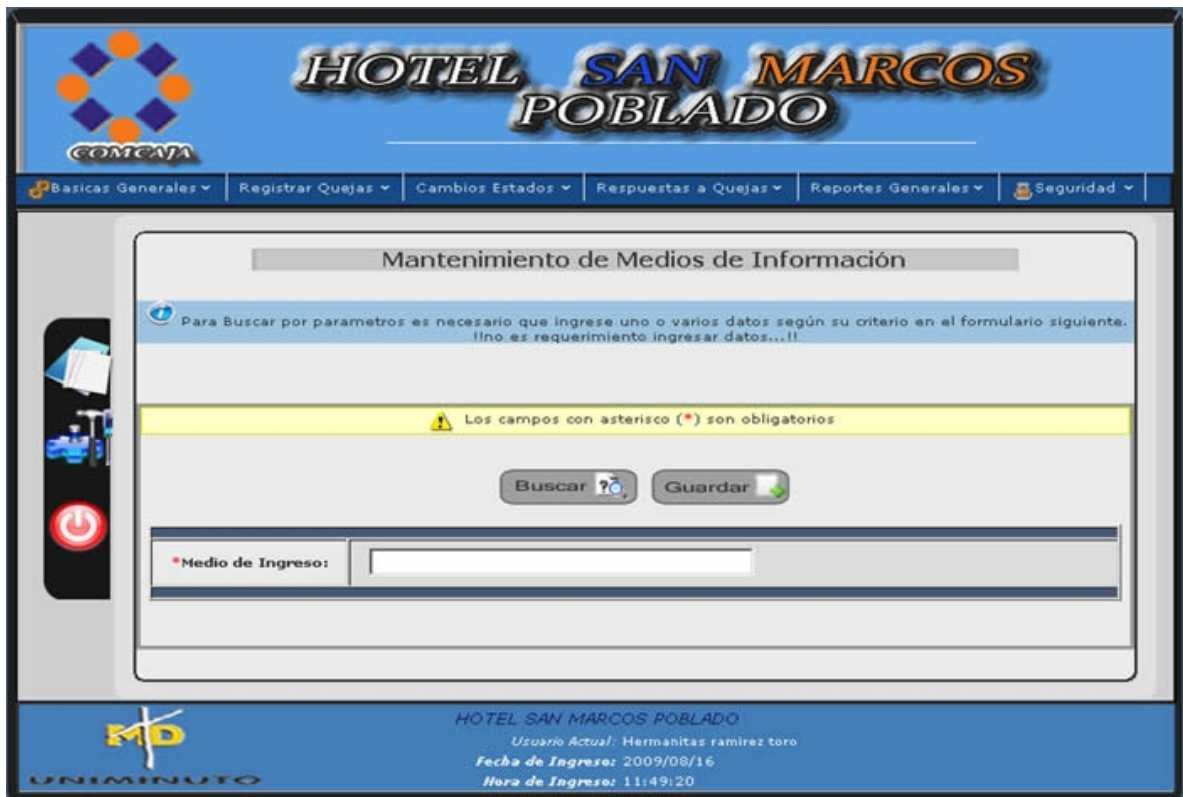 HOTEL SAN MARCOS
POBLADO
COMCAJA
Basicas Generales Registrar Quejas Cambios Estados Respuestas a Quejas Reportes Generales Seguridad
Mantenimiento de Medios de Información
Para Buscar por parametros es necesario que ingrese uno o varios datos según su criterio en el formulario siguiente.
!!no es requerimiento ingresar datos...!!
Los campos con asterisco (*) son obligatorios
Buscar Guardar
*Medio de Ingreso:
MD
UNIMINUTO
HOTEL SAN MARCOS POBLADO
Usuario Actual: Hermanitas ramirez toro
Fecha de Ingreso: 2009/08/16
Hora de Ingreso: 11:49:20